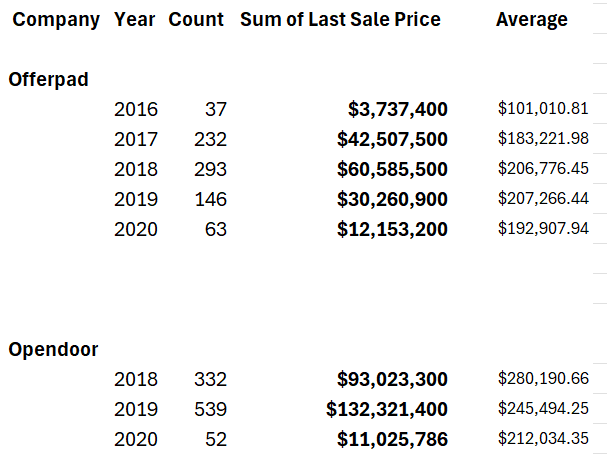 Company Year Count Sum of Last Sale Price Average
Offerpad
2016 37 $3,737,400 $101,010.81
2017 232 $42,507,500 $183,221.98
2018 293 $60,585,500 $206,776.45
2019 146 $30,260,900 $207,266.44
2020 63 $12,153,200 $192,907.94
Opendoor
2018 332 $93,023,300 $280,190.66
2019 539 $132,321,400 $245,494.25
2020 52 $11,025,786 $212,034.35